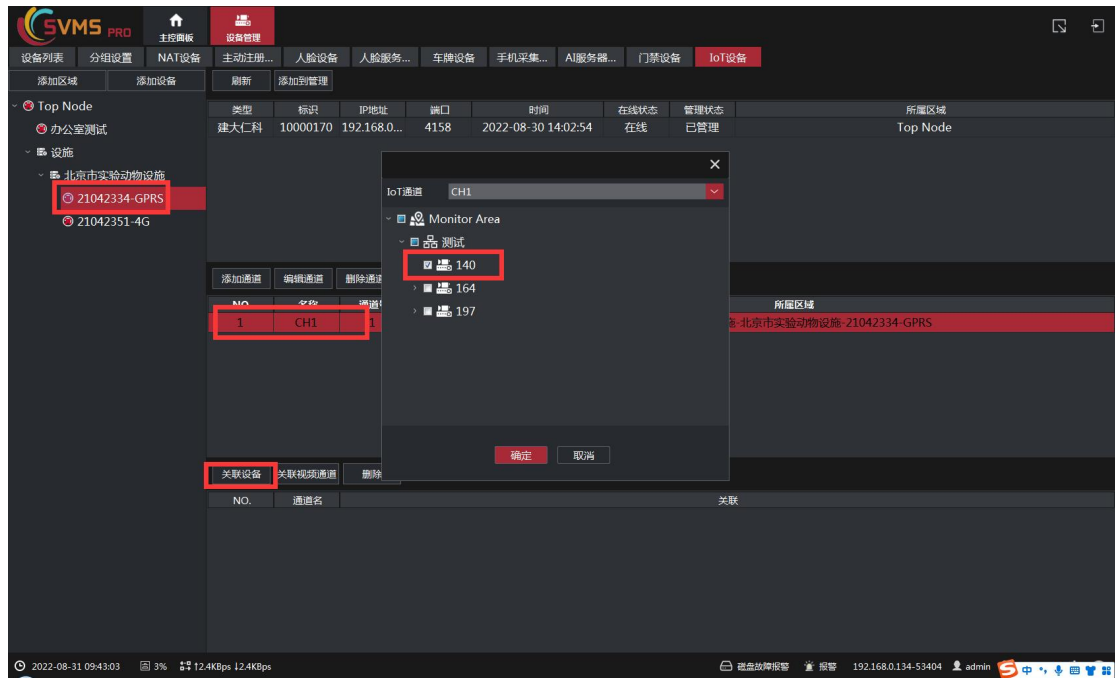 SVMS PRO 主控面板 设备管理
设备列表 分组设置 NAT设备 主动注册... 人脸设备 人脸服务... 车牌设备 手机采集... AI服务器... 门禁设备 IoT设备
添加区域 添加设备 刷新 添加到管理
Top Node
办公室测试
设施
北京市实验动物设施
21042334-GPRS
21042351-4G
类型 标识 IP地址 端口 时间 在线状态 管理状态 所属区域
建大仁科 10000170 192.168.0... 4158 2022-08-30 14:02:54 在线 已管理 Top Node
IoT通道 CH1
Monitor Area
测试
140
164
197
确定 取消
添加通道 编辑通道 删除通道
NO. 名称 所属区域
1 CH1 1 -北京市实验动物设施-21042334-GPRS
关联设备 关联视频通道 删除
NO. 通道名 关联
2022-08-31 09:43:03 3% ↑2.4KBps ↓2.4KBps 磁盘故障报警 报警 192.168.0.134-53404 admin 中